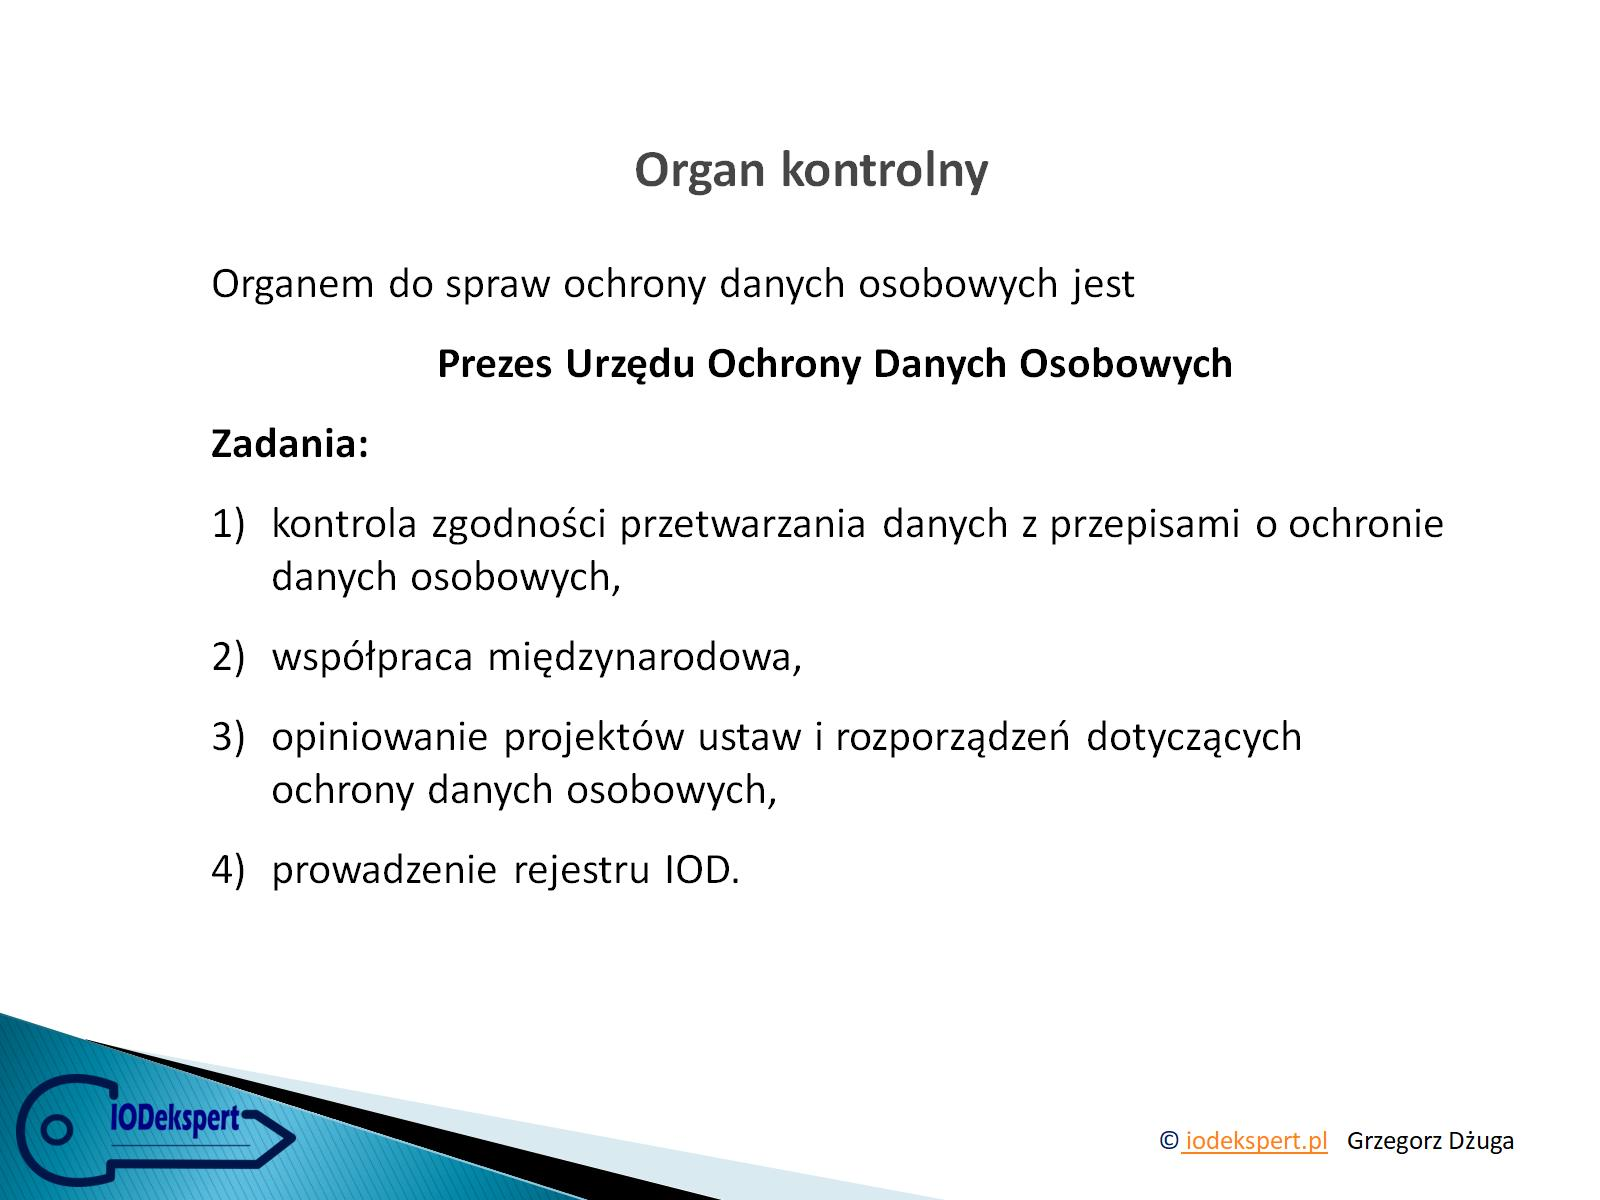 Organ kontrolny
Organem do spraw ochrony danych osobowych jest
Prezes Urzędu Ochrony Danych Osobowych
Zadania:
1) kontrola zgodności przetwarzania danych z przepisami o ochronie
danych osobowych,
2) współpraca międzynarodowa,
3) opiniowanie projektów ustaw i rozporządzeń dotyczących
ochrony danych osobowych,
4) prowadzenie rejestru IOD.
IODekspert
© iodekspert.pl Grzegorz Dżuga